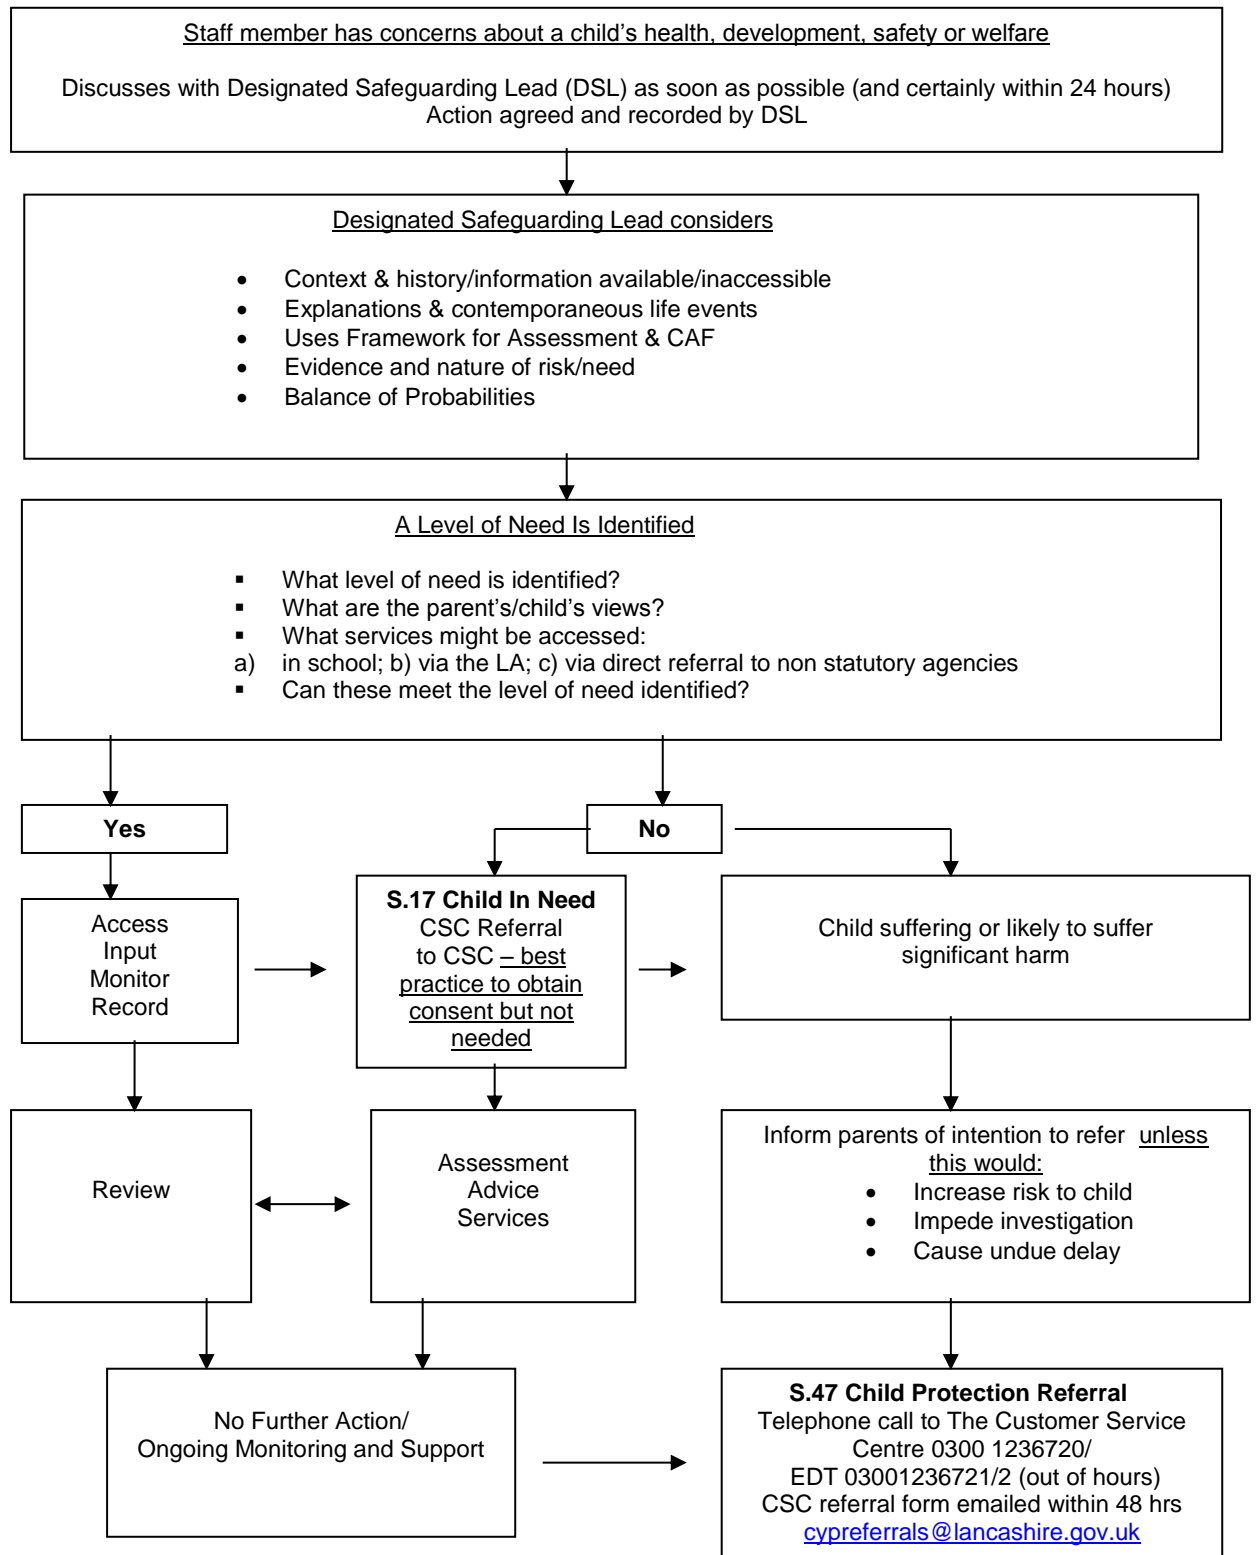 Staff member has concerns about a child's health, development, safety or welfare
Discusses with Designated Safeguarding Lead (DSL) as soon as possible (and certainly within 24 hours)
Action agreed and recorded by DSL
Designated Safeguarding Lead considers
• Context & history/information available/inaccessible
• Explanations & contemporaneous life events
• Uses Framework for Assessment & CAF
• Evidence and nature of risk/need
• Balance of Probabilities
A Level of Need Is Identified
▪ What level of need is identified?
▪ What are the parent's/child's views?
▪ What services might be accessed:
a) in school; b) via the LA; c) via direct referral to non statutory agencies
▪ Can these meet the level of need identified?
Yes
No
Access
Input
Monitor
Record
S.17 Child In Need
CSC Referral
to CSC – best
practice to obtain
consent but not
needed
Child suffering or likely to suffer
significant harm
Review
Assessment
Advice
Services
Inform parents of intention to refer unless
this would:
• Increase risk to child
• Impede investigation
• Cause undue delay
No Further Action/
Ongoing Monitoring and Support
S.47 Child Protection Referral
Telephone call to The Customer Service
Centre 0300 1236720/
EDT 03001236721/2 (out of hours)
CSC referral form emailed within 48 hrs
cypreferrals@lancashire.gov.uk